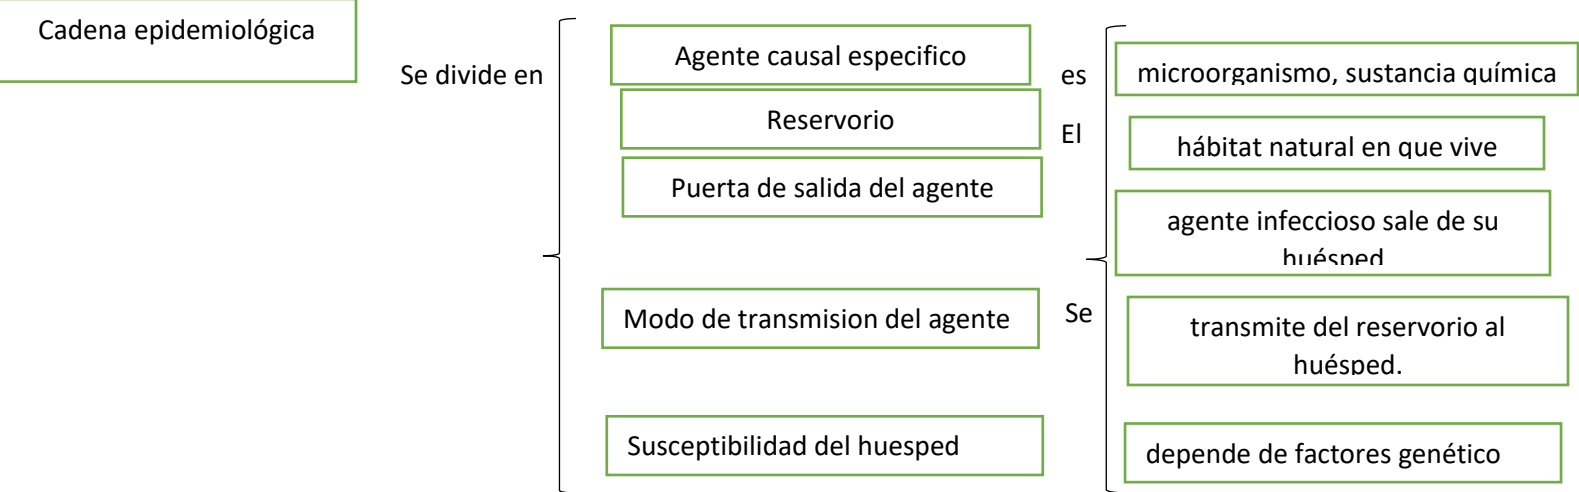 Cadena epidemiológica
Se divide en
Agente causal especifico
es
microorganismo, sustancia química
Reservorio
El
hábitat natural en que vive
Puerta de salida del agente
agente infeccioso sale de su
huésped
Modo de transmision del agente
Se
transmite del reservorio al
huésped.
Susceptibilidad del huesped
depende de factores genético